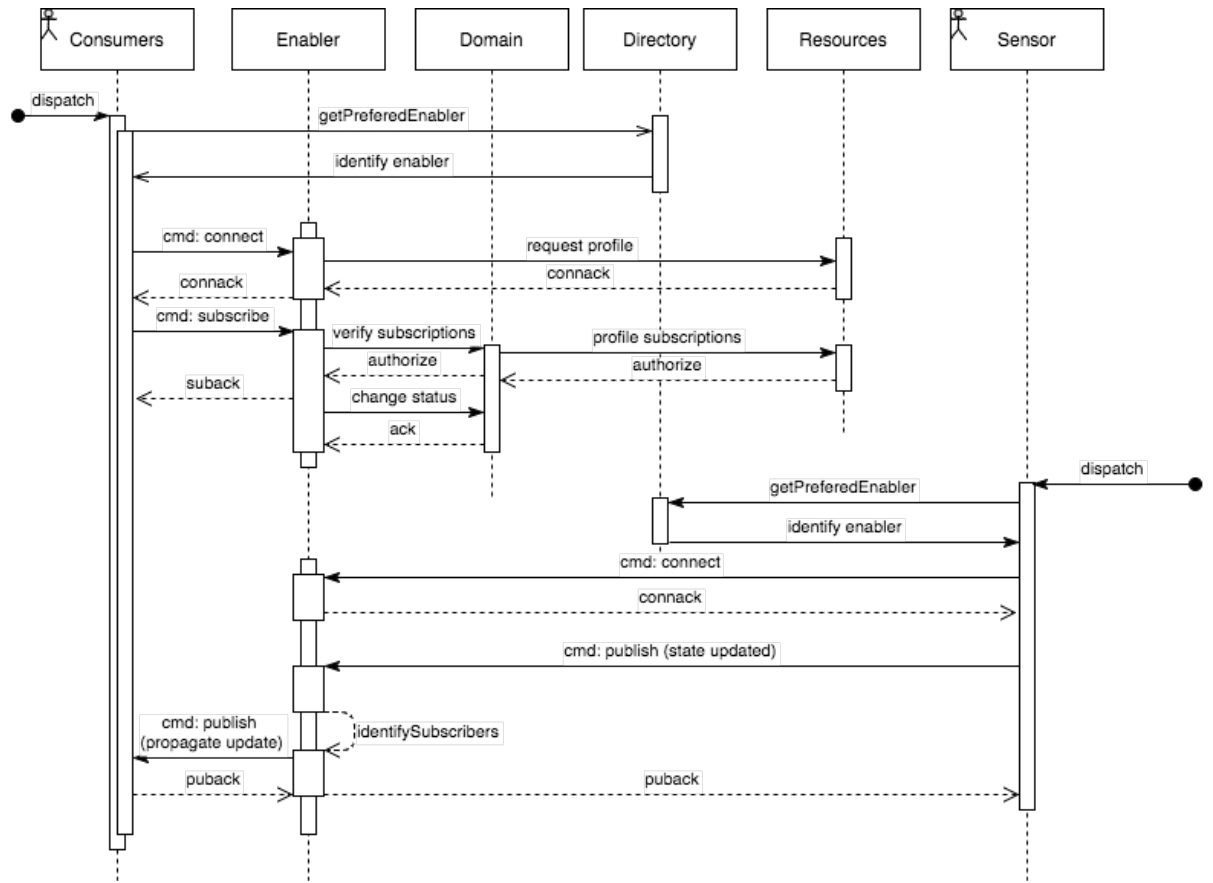 Consumers
Enabler
Domain
Directory
Resources
Sensor
dispatch
getPreferedEnabler
identify enabler
cmd: connect
request profile
connack
connack
cmd: subscribe
verify subscriptions
profile subscriptions
authorize
authorize
suback
change status
ack
dispatch
getPreferedEnabler
identify enabler
cmd: connect
connack
cmd: publish (state updated)
cmd: publish
(propagate update)
identifySubscribers
puback
puback